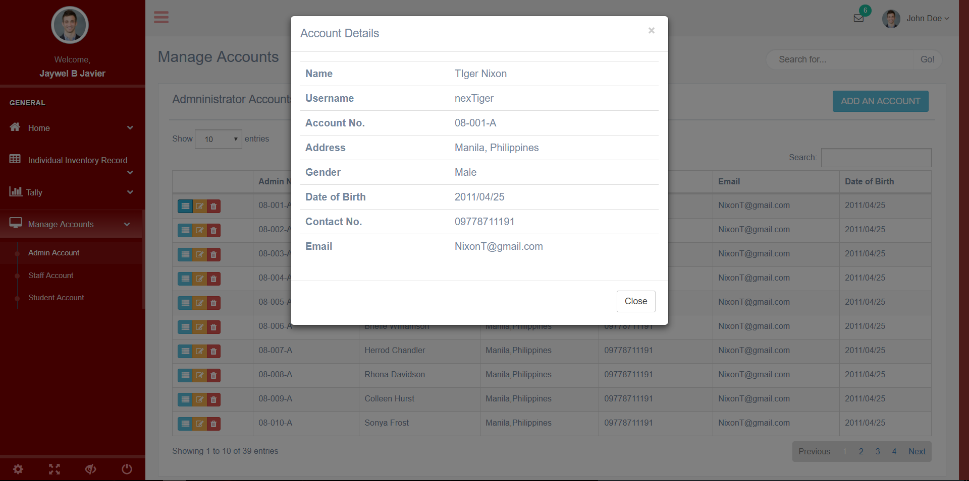 Welcome,
Jaywel B Javier
GENERAL
Home
Individual Inventory Record
Tally
Manage Accounts
Admin Account
Staff Account
Student Account
6
John Doe
Manage Accounts
Search for...
Go!
Admninistrator Account
ADD AN ACCOUNT
Show 10 entries
Search
Account Details
×
Name TIger Nixon
Username nexTiger
Account No. 08-001-A
Address Manila, Philippines
Gender Male
Date of Birth 2011/04/25
Contact No. 09778711191
Email NixonT@gmail.com
Close
Admin N Email Date of Birth
08-001-A NixonT@gmail.com 2011/04/25
08-002-A NixonT@gmail.com 2011/04/25
08-003-A NixonT@gmail.com 2011/04/25
08-004-A NixonT@gmail.com 2011/04/25
08-005-A NixonT@gmail.com 2011/04/25
08-006-A Williamson Manila,Philippines 09778711191 NixonT@gmail.com 2011/04/25
08-007-A Herrod Chandler Manila,Philippines 09778711191 NixonT@gmail.com 2011/04/25
08-008-A Rhona Davidson Manila,Philippines 09778711191 NixonT@gmail.com 2011/04/25
08-009-A Colleen Hurst Manila,Philippines 09778711191 NixonT@gmail.com 2011/04/25
08-010-A Sonya Frost Manila,Philippines 09778711191 NixonT@gmail.com 2011/04/25
Showing 1 to 10 of 39 entries
Previous 1 2 3 4 Next